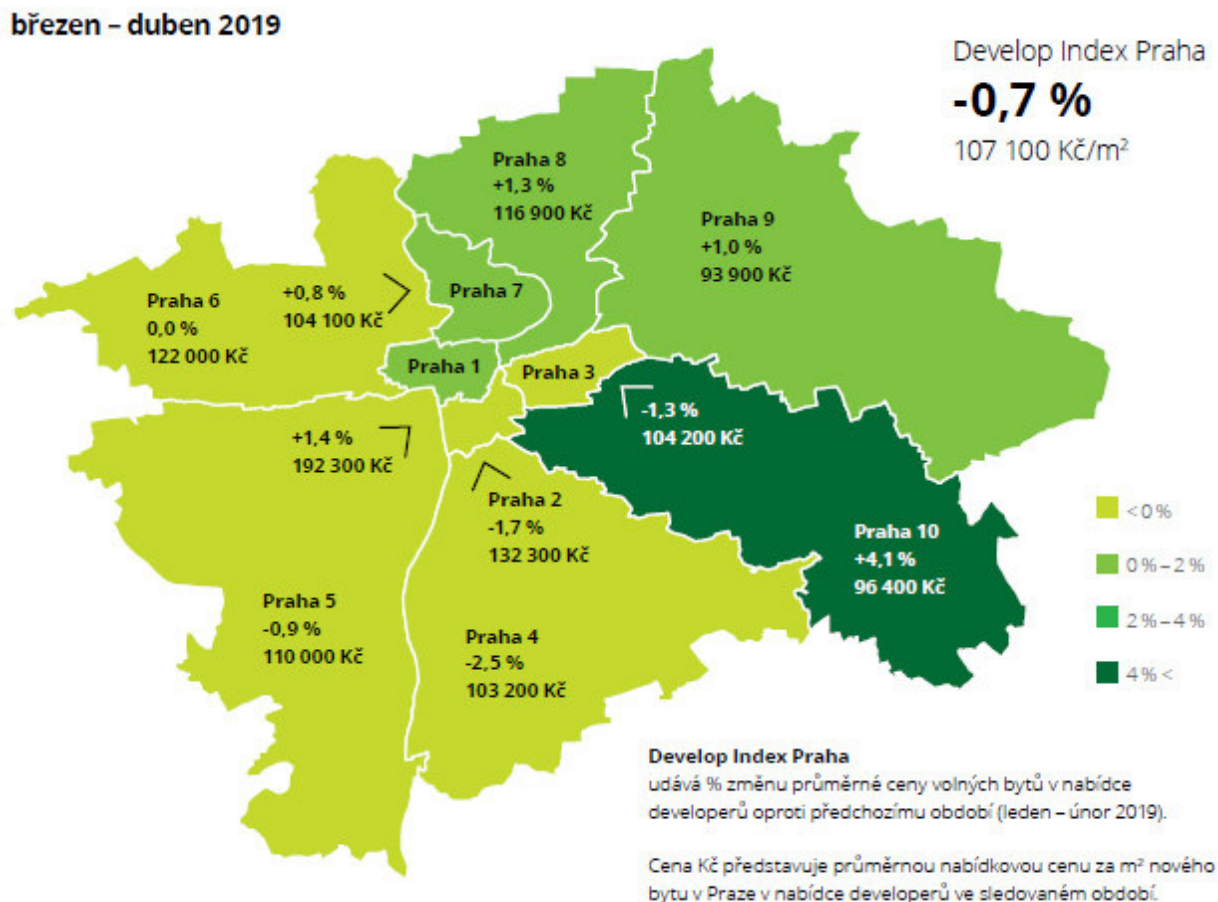 březen – duben 2019
Develop Index Praha
-0,7 %
107 100 Kč/m²
Praha 8
+1,3 %
116 900 Kč
Praha 9
+1,0 %
93 900 Kč
Praha 6
0,0 %
122 000 Kč
+0,8 %
104 100 Kč
Praha 7
Praha 1
Praha 3
-1,3 %
104 200 Kč
+1,4 %
192 300 Kč
Praha 2
-1,7 %
132 300 Kč
Praha 10
+4,1 %
96 400 Kč
Praha 5
-0,9 %
110 000 Kč
Praha 4
-2,5 %
103 200 Kč
< 0 %
0 % – 2 %
2 % – 4 %
4 % <
Develop Index Praha
udává % změnu průměrné ceny volných bytů v nabídce
developerů oproti předchozímu období (leden – únor 2019).
Cena Kč představuje průměrnou nabídkovou cenu za m² nového
bytu v Praze v nabídce developerů ve sledovaném období.